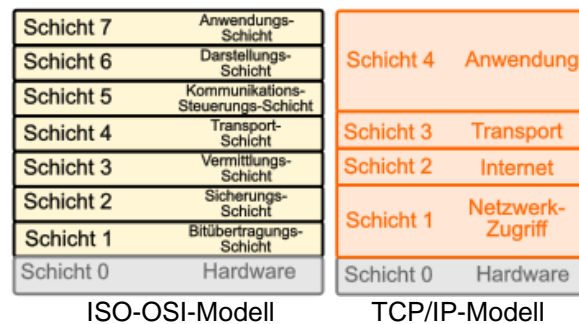 Schicht 7
Anwendungs-
Schicht
Schicht 6
Darstellungs-
Schicht
Schicht 5
Kommunikations-
Steuerungs-Schicht
Schicht 4
Transport-
Schicht
Schicht 3
Vermittlungs-
Schicht
Schicht 2
Sicherungs-
Schicht
Schicht 1
Bitübertragungs-
Schicht
Schicht 0 Hardware
ISO-OSI-Modell
Schicht 4 Anwendung
Schicht 3 Transport
Schicht 2 Internet
Schicht 1
Netzwerk-
Zugriff
Schicht 0 Hardware
TCP/IP-Modell